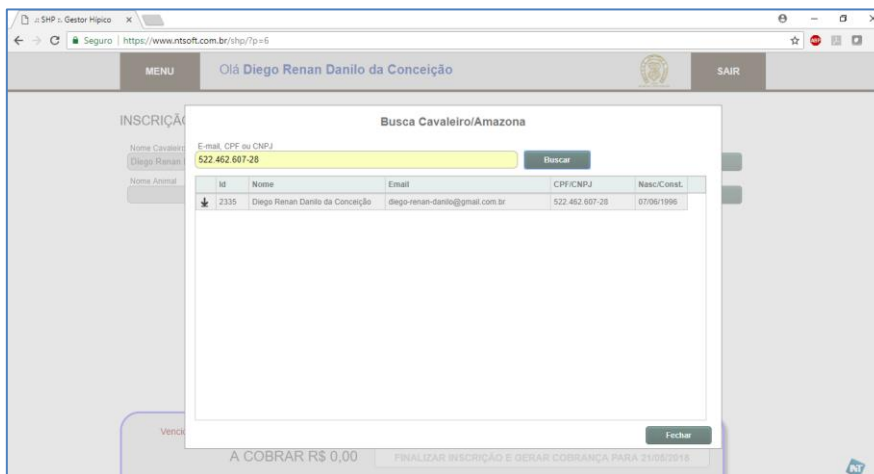 .: SHP :. Gestor Hípico
Seguro | https://www.ntsoft.com.br/shp/?p=6
MENU
Olá Diego Renan Danilo da Conceição
SAIR
INSCRIÇÃ
Busca Cavaleiro/Amazona
Nome Cavaleir
E-mail, CPF ou CNPJ
Diego Renan
522.462.607-28
Buscar
Nome Animal
Id Nome Email CPF/CNPJ Nasc/Const.
2335 Diego Renan Danilo da Conceição diego-renan-danilo@gmail.com.br 522.462.607-28 07/06/1996
Fechar
Venci
A COBRAR R$ 0,00
FINALIZAR INSCRIÇÃO E GERAR COBRANÇA PARA 21/05/2018
NT